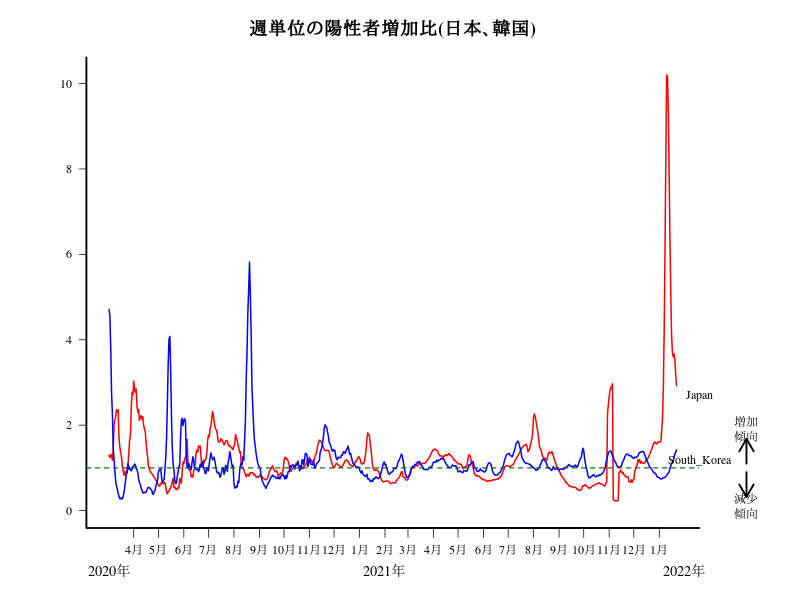 週単位の陽性者増加比(日本、韓国)
10
8
6
4
2
0
Japan
増加
傾向
South_Korea
減少
傾向
4月 5月 6月 7月 8月 9月 10月 11月 12月 1月 2月 3月 4月 5月 6月 7月 8月 9月 10月 11月 12月 1月
2020年 2021年 2022年